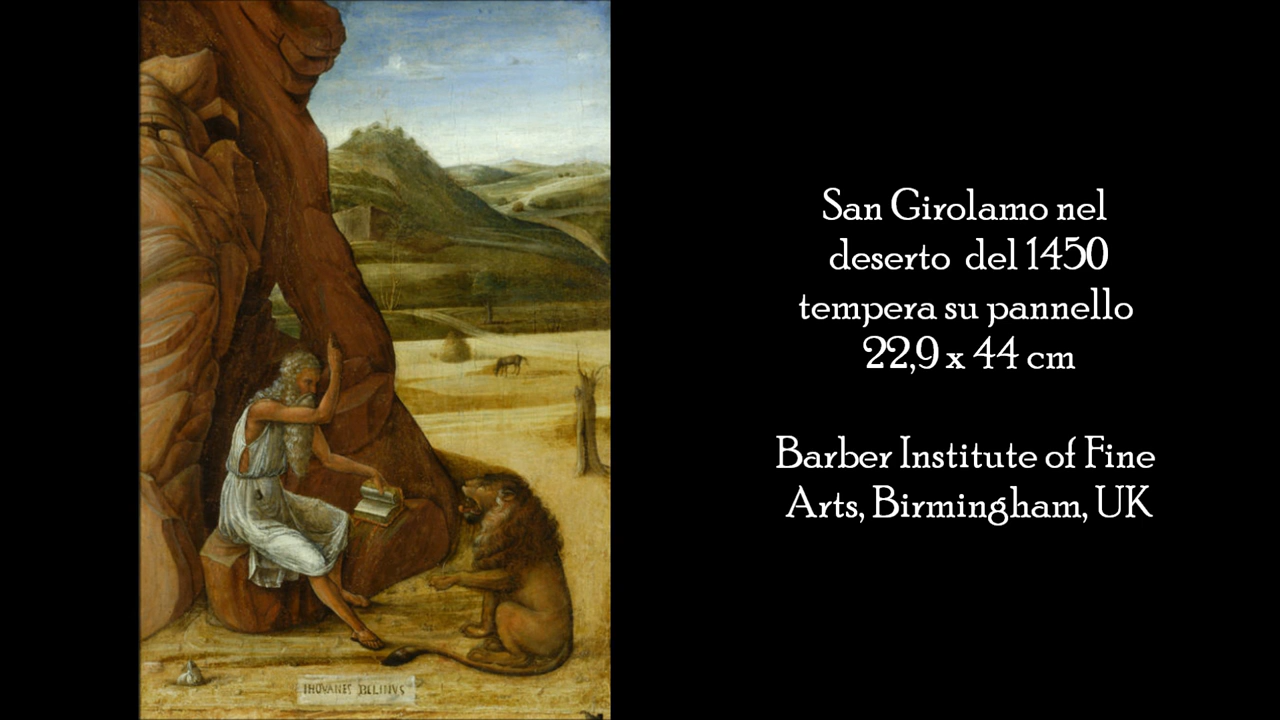 San Girolamo nel
deserto del 1450
tempera su pannello
22,9 x 44 cm
Barber Institute of Fine
Arts, Birmingham, UK
IHOVANES BELINVS